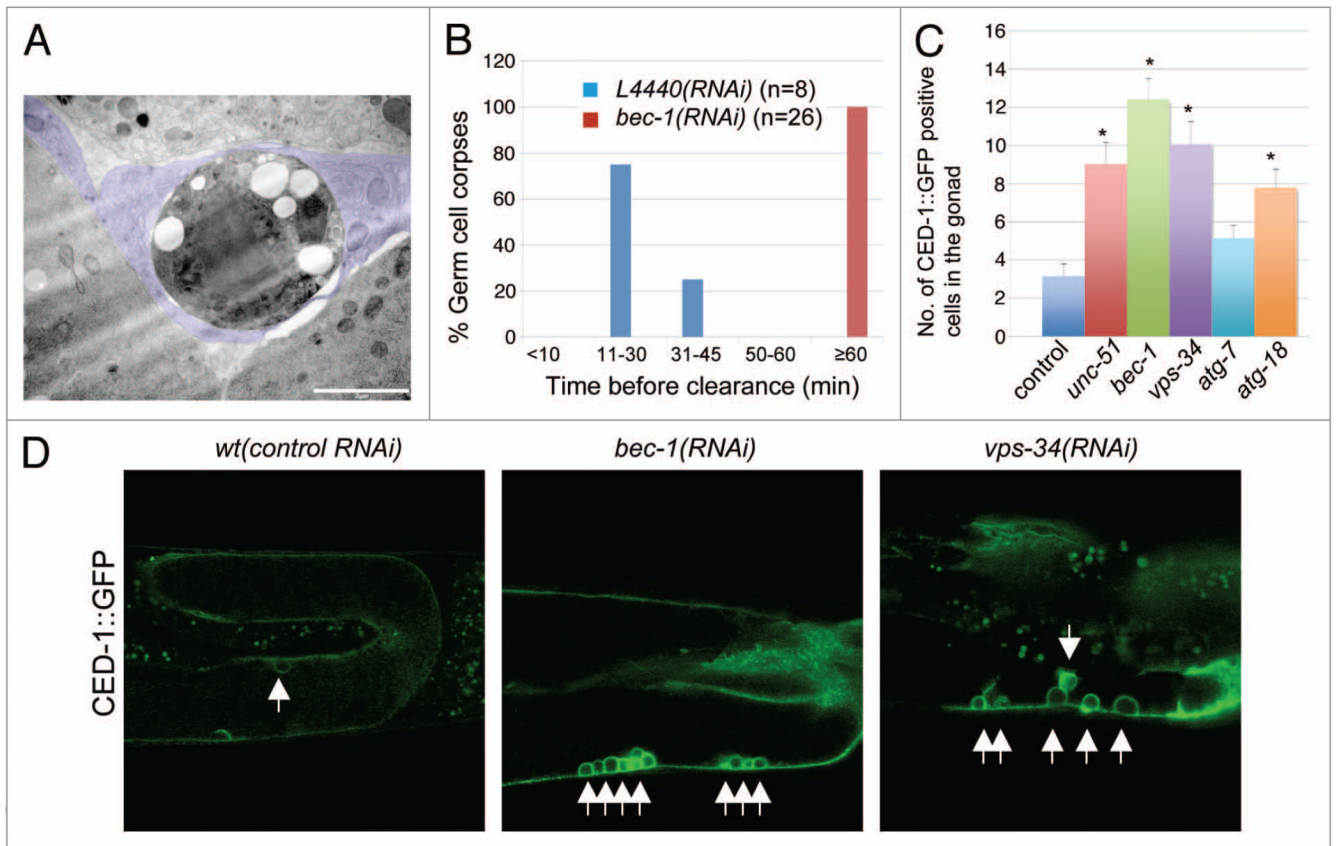 A
2μm
B
120
100
80
60
40
20
0
% Germ cell corpses
L4440(RNAi) (n=8)
bec-1(RNAi) (n=26)
<10
11-30
31-45
50-60
≥60
Time before clearance (min)
C
16
14
12
10
8
6
4
2
0
No. of CED-1::GFP positive
cells in the gonad
*
*
*
*
control
unc-51
bec-1
vps-34
atg-7
atg-18
D
wt(control RNAi)
bec-1(RNAi)
vps-34(RNAi)
CED-1::GFP